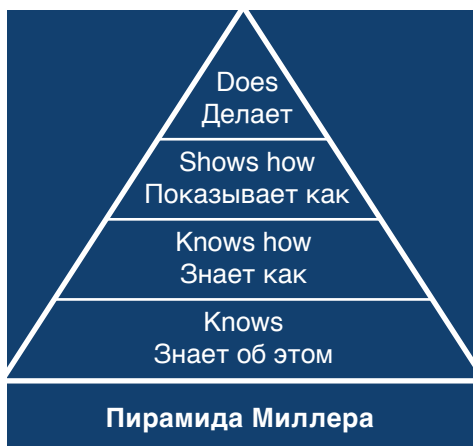 Does
Делает
Shows how
Показывает как
Knows how
Знает как
Knows
Знает об этом
Пирамида Миллера